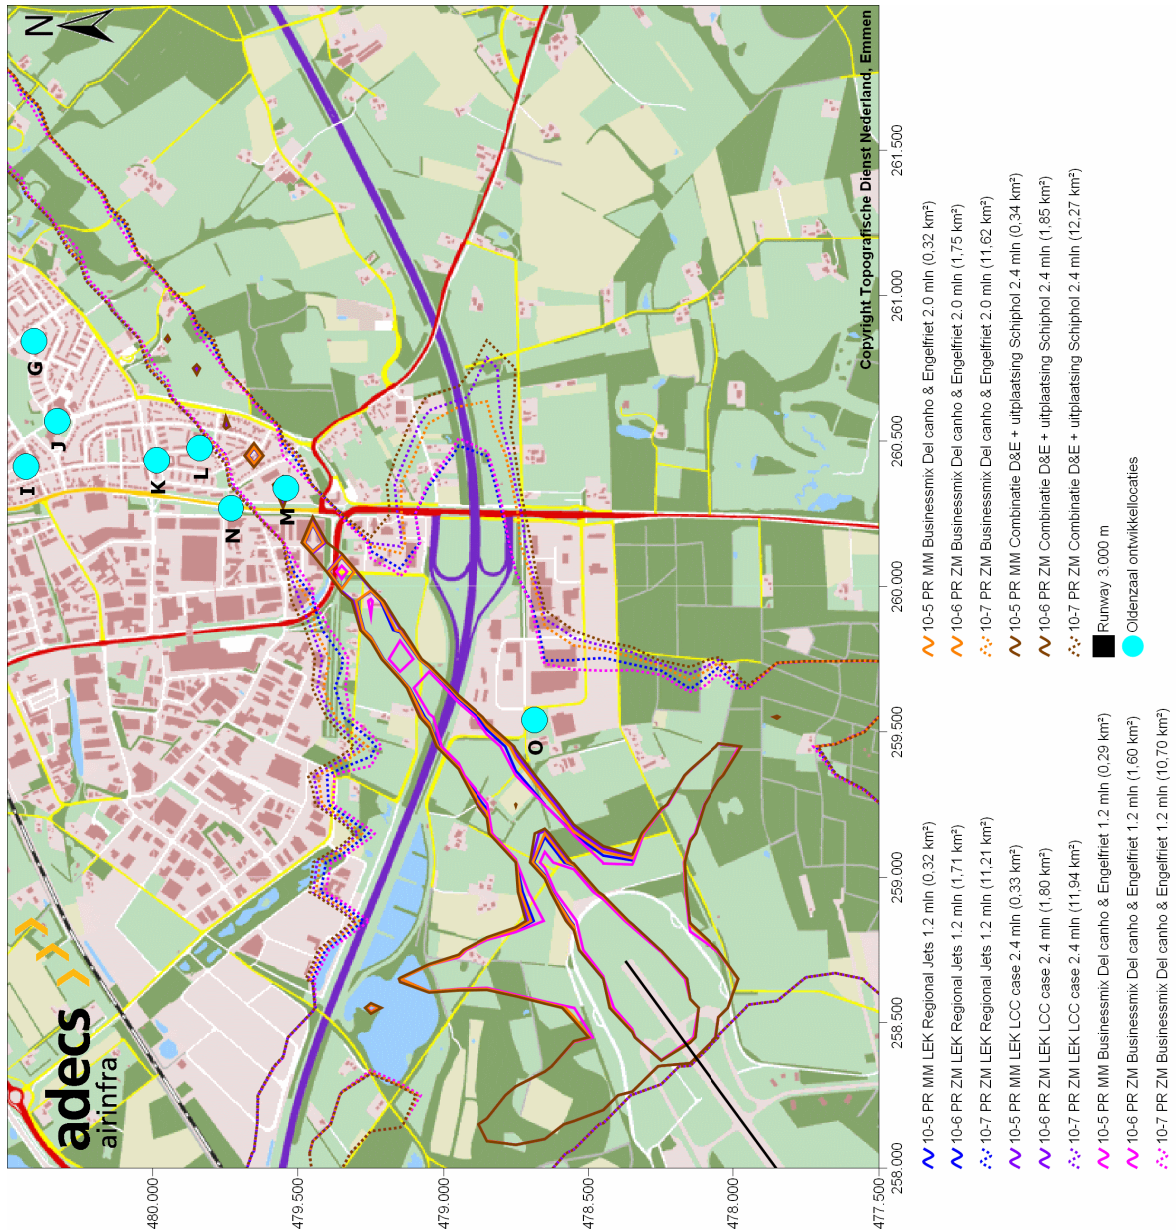 N
adecs
airinfra
G
J
I
K
L
M
N
O
Copyright Topografische Dienst Nederland, Emmen
480.000
479.500
479.000
478.500
478.000
477.500
258.000
258.500
259.000
259.500
260.000
260.500
261.000
261.500
10-5 PR MM LEK Regional Jets 1.2 mln (0,32 km²)
10-6 PR ZM LEK Regional Jets 1.2 mln (1,71 km²)
10-7 PR ZM LEK Regional Jets 1.2 mln (11,21 km²)
10-5 PR MM LEK LCC case 2.4 mln (0,33 km²)
10-6 PR ZM LEK LCC case 2.4 mln (1,80 km²)
10-7 PR ZM LEK LCC case 2.4 mln (11,94 km²)
10-5 PR MM Businessmix Del canho & Engelfriet 1.2 mln (0,29 km²)
10-6 PR ZM Businessmix Del canho & Engelfriet 1.2 mln (1,60 km²)
10-7 PR ZM Businessmix Del canho & Engelfriet 1.2 mln (10,70 km²)
10-5 PR MM Businessmix Del canho & Engelfriet 2.0 mln (0,32 km²)
10-6 PR ZM Businessmix Del canho & Engelfriet 2.0 mln (1,75 km²)
10-7 PR ZM Businessmix Del canho & Engelfriet 2.0 mln (11,62 km²)
10-5 PR MM Combinatie D&E + uitplaatsing Schiphol 2.4 mln (0,34 km²)
10-6 PR ZM Combinatie D&E + uitplaatsing Schiphol 2.4 mln (1,85 km²)
10-7 PR ZM Combinatie D&E + uitplaatsing Schiphol 2.4 mln (12,27 km²)
Runway 3.000 m
Oldenzaal ontwikkellocaties